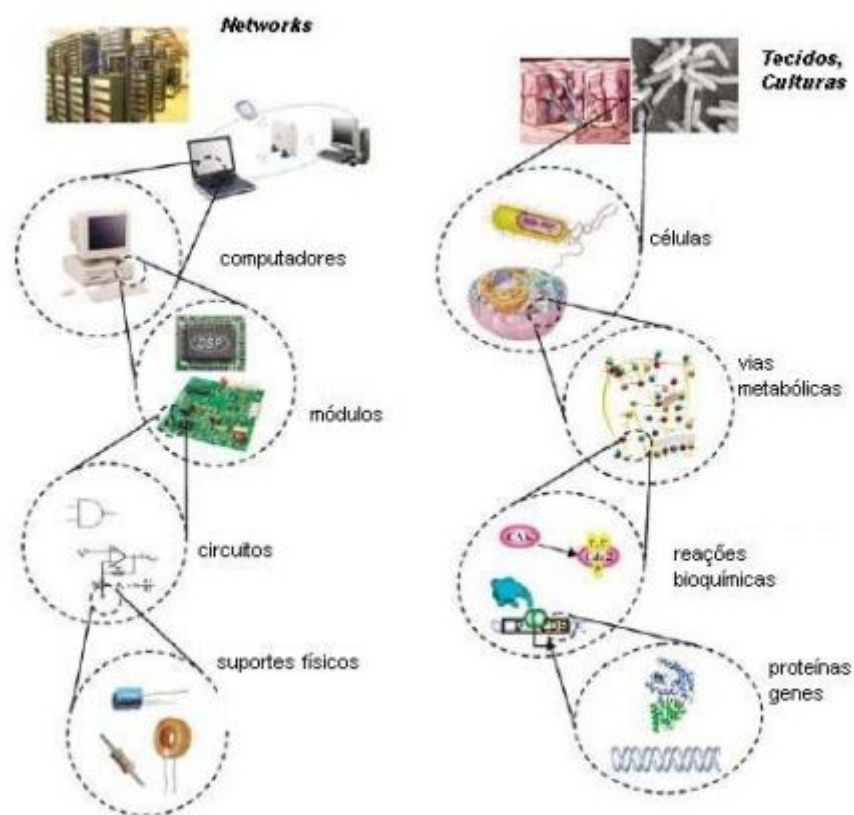 Networks
Tecidos,
Culturas
computadores
células
DSP
vias
metabólicas
módulos
circuitos
reações
bioquímicas
suportes físicos
proteínas
genes